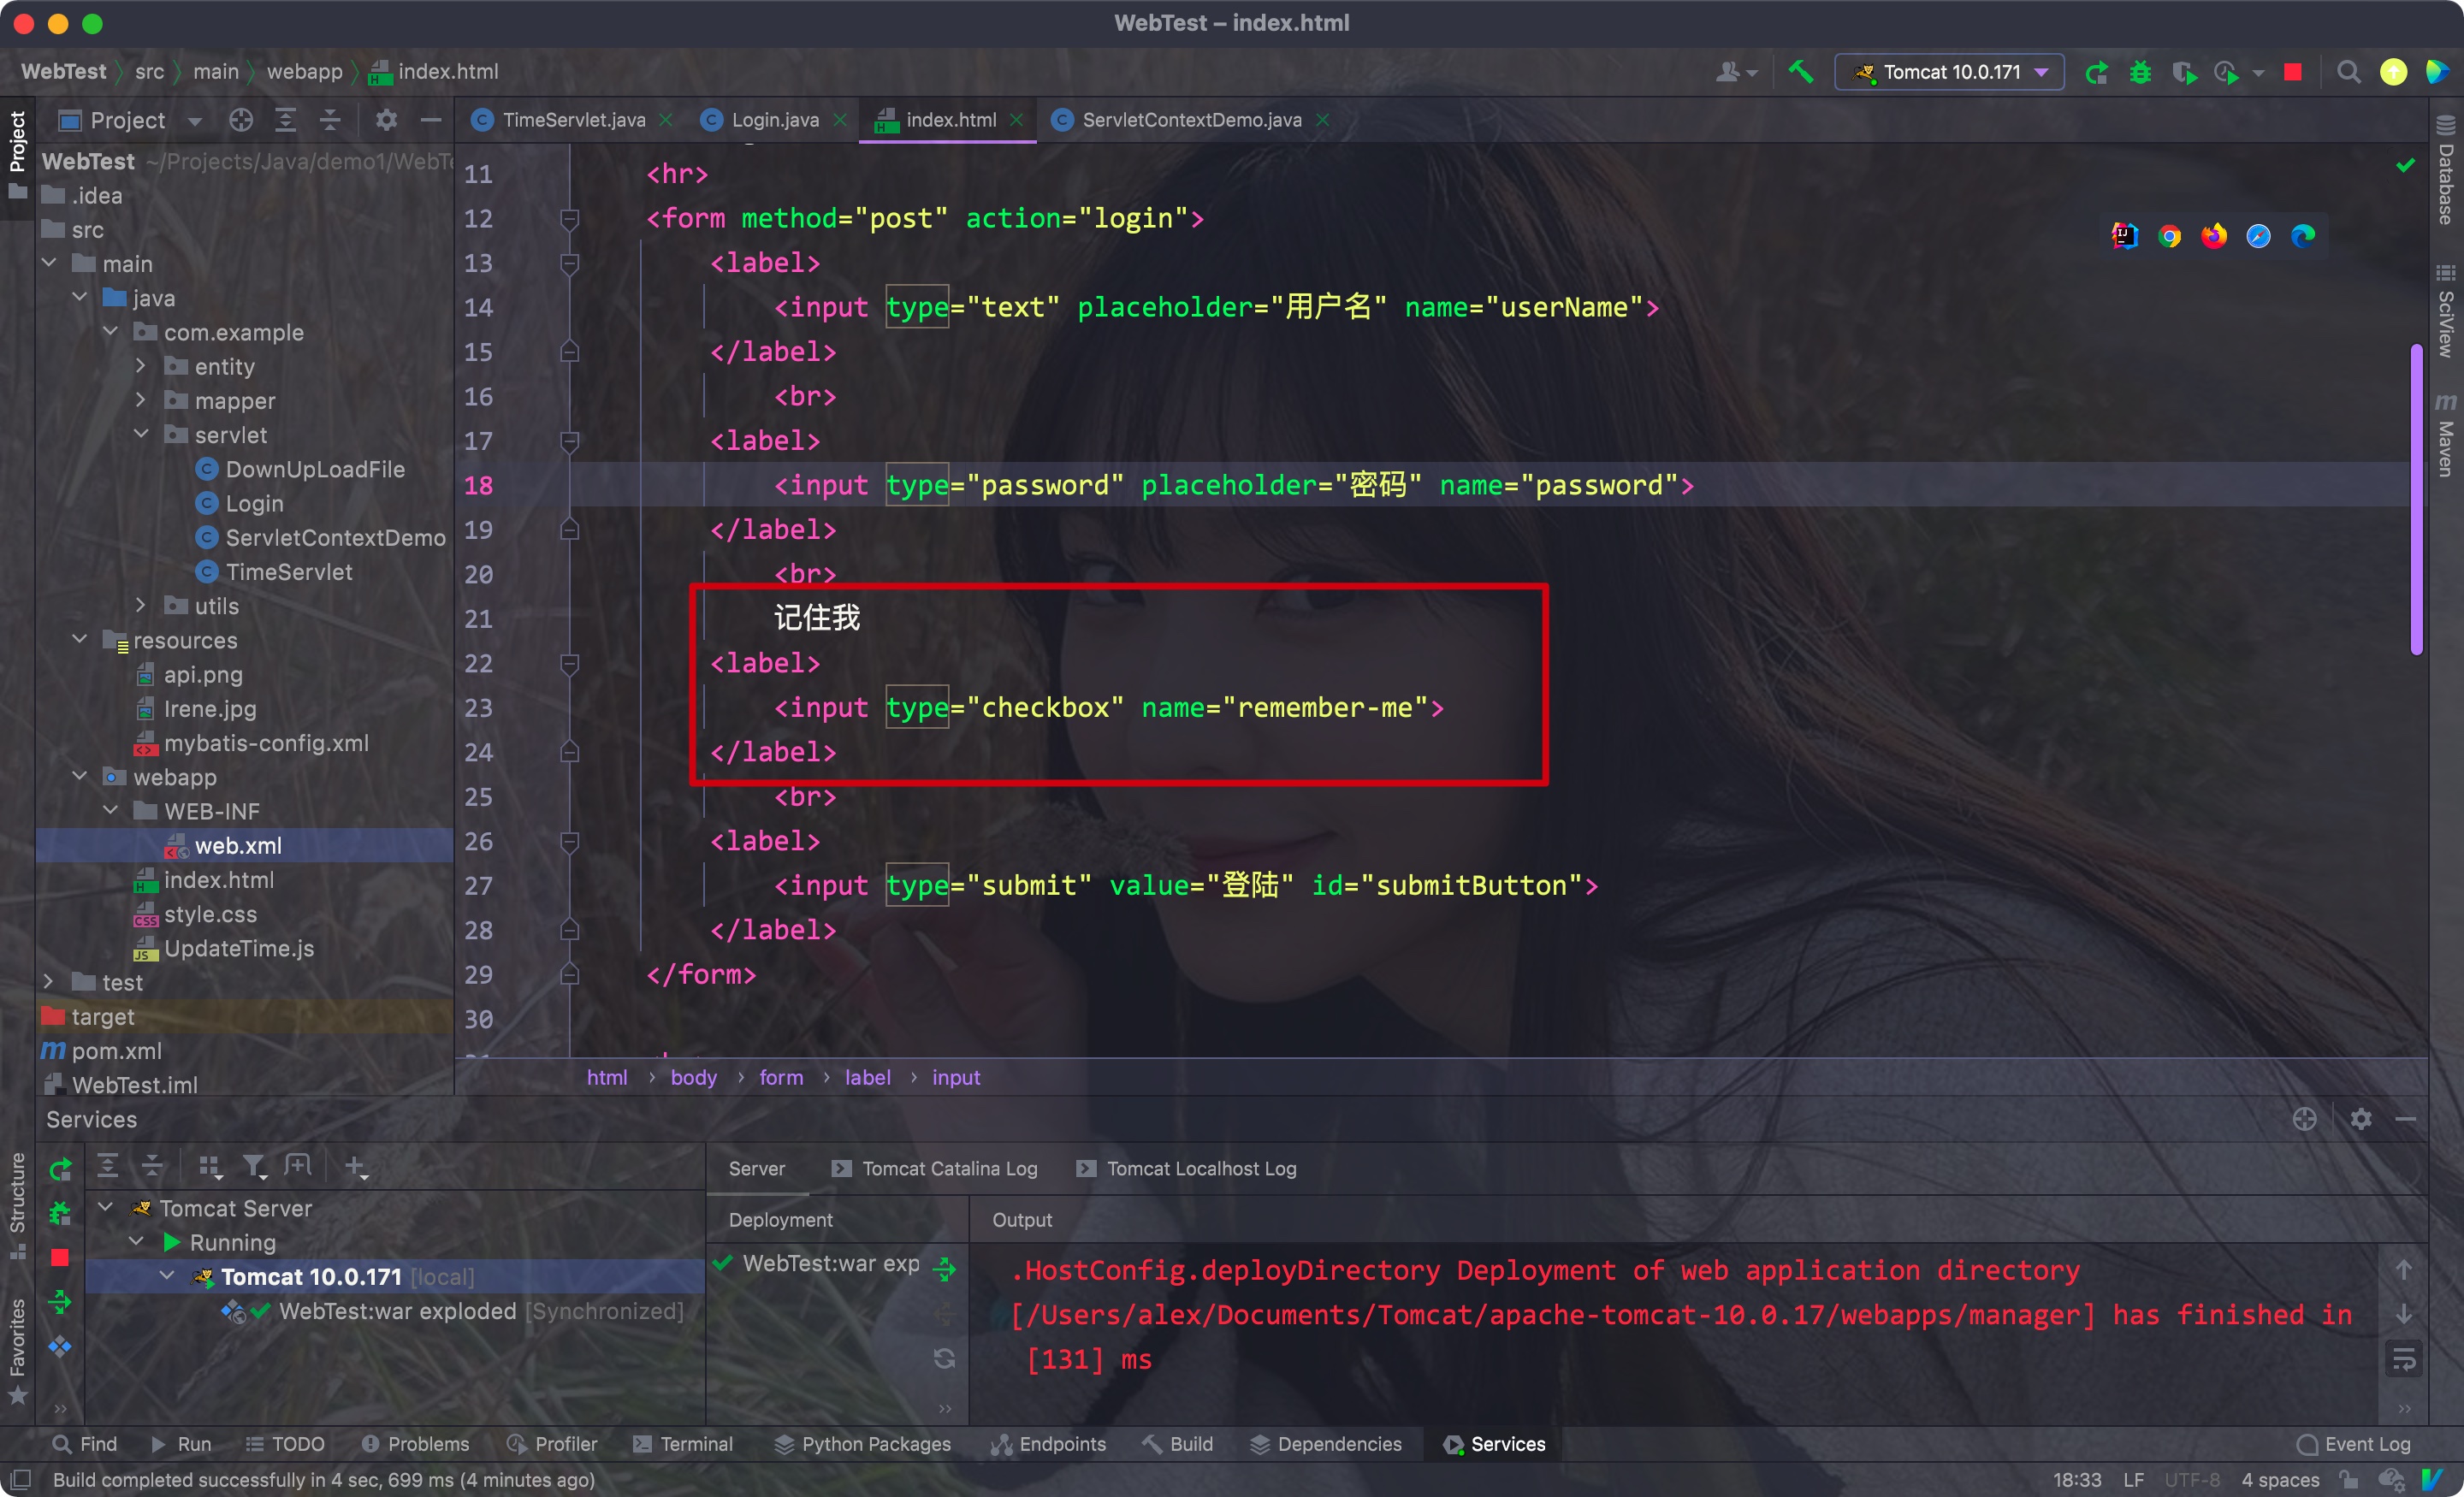 WebTest – index.html
WebTest src main webapp index.html
Tomcat 10.0.171
Project
TimeServlet.java Login.java index.html ServletContextDemo.java
Project
WebTest ~/Projects/Java/demo1/WebTe
.idea
src
main
java
com.example
entity
mapper
servlet
DownUpLoadFile
Login
ServletContextDemo
TimeServlet
utils
resources
api.png
Irene.jpg
mybatis-config.xml
webapp
WEB-INF
web.xml
index.html
style.css
UpdateTime.js
test
target
pom.xml
WebTest.iml
11 <hr>
12 <form method="post" action="login">
13 <label>
14 <input type="text" placeholder="用户名" name="userName">
15 </label>
16 <br>
17 <label>
18 <input type="password" placeholder="密码" name="password">
19 </label>
20 <br>
21 记住我
22 <label>
23 <input type="checkbox" name="remember-me">
24 </label>
25 <br>
26 <label>
27 <input type="submit" value="登陆" id="submitButton">
28 </label>
29 </form>
30
html › body › form › label › input
Database
SciView
Maven
Services
Structure
Favorites
Tomcat Server
Running
Tomcat 10.0.171 [local]
WebTest:war exploded [Synchronized]
Server Tomcat Catalina Log Tomcat Localhost Log
Deployment Output
WebTest:war exp
.HostConfig.deployDirectory Deployment of web application directory
[/Users/alex/Documents/Tomcat/apache-tomcat-10.0.17/webapps/manager] has finished in
[131] ms
Find Run TODO Problems Profiler Terminal Python Packages Endpoints Build Dependencies Services Event Log
Build completed successfully in 4 sec, 699 ms (4 minutes ago) 18:33 LF UTF-8 4 spaces